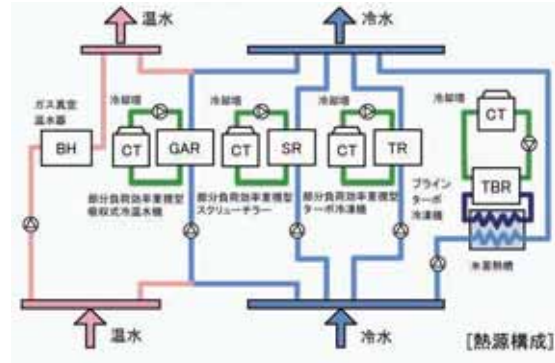 温水
冷水
ガス真空
温水器
BH
冷却塔
CT
GAR
部分負荷効率重視型
吸収式冷温水機
冷却塔
CT
SR
部分負荷効率重視型
スクリューチラー
冷却塔
CT
TR
部分負荷効率重視型
ターボ冷凍機
冷却塔
CT
TBR
ブライン
ターボ
冷凍機
氷蓄熱槽
温水
冷水
[熱源構成]